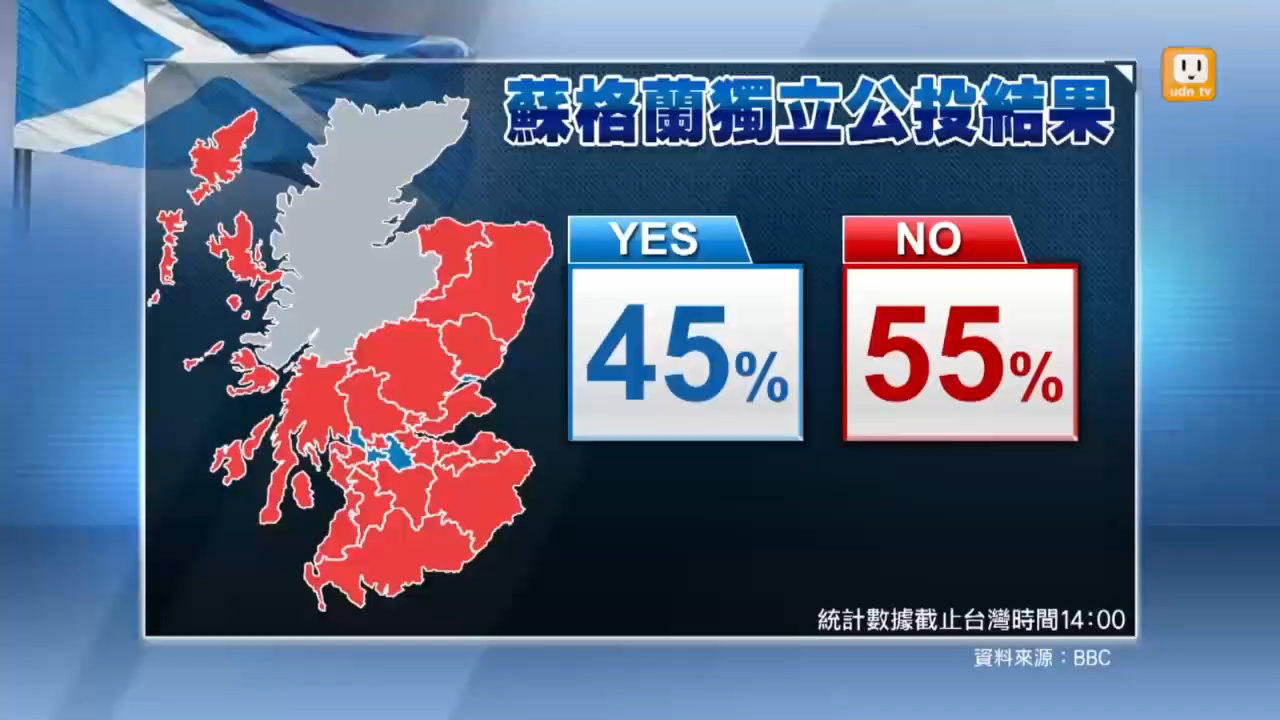 蘇格蘭獨立公投結果
udn tv
YES
NO
45%
55%
統計數據截止台灣時間14:00
資料來源:BBC